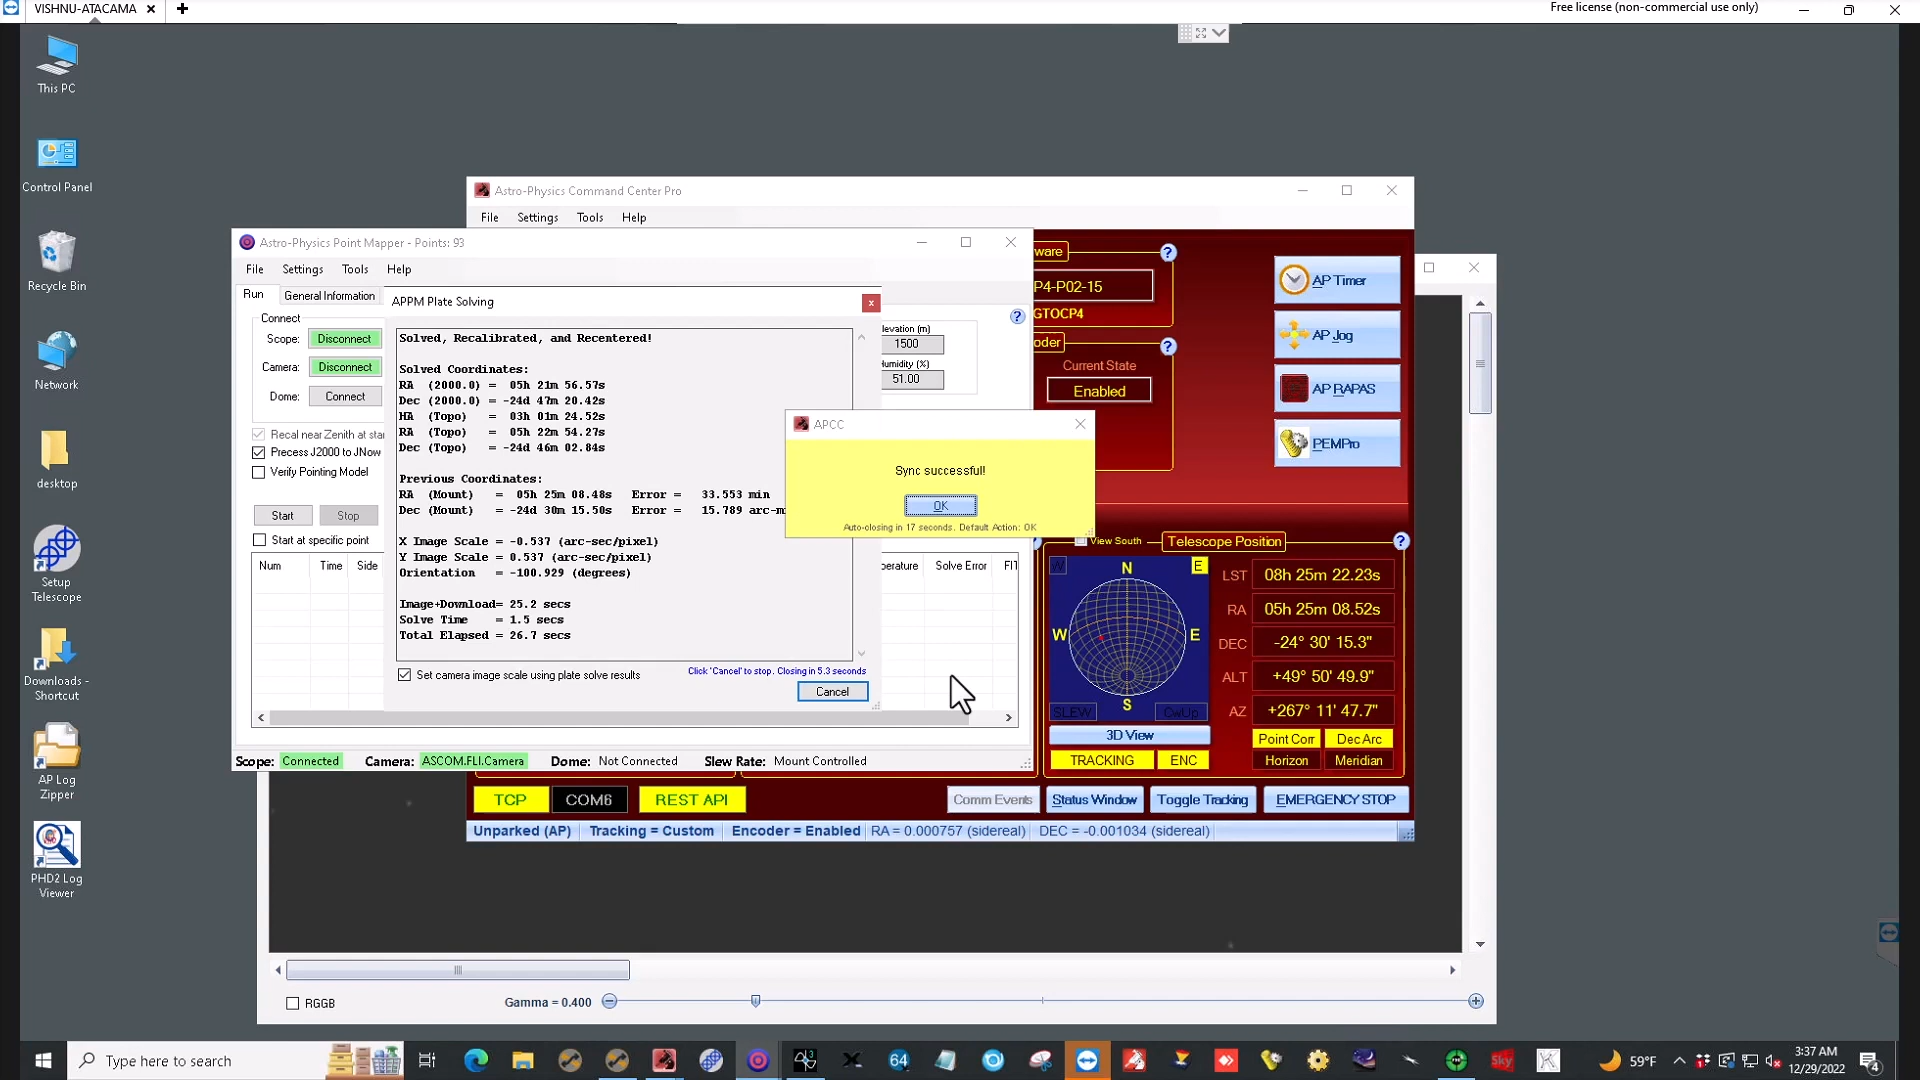 VISHNU-ATACAMA
Free license (non-commercial use only)
This PC
Control Panel
Recycle Bin
Network
desktop
Setup
Telescope
Downloads -
Shortcut
AP Log
Zipper
PHD2 Log
Viewer
Astro-Physics Command Center Pro
File Settings Tools Help
Astro-Physics Point Mapper - Points: 93
File Settings Tools Help
Run General Information
Connect
Scope: Disconnect
Camera: Disconnect
Dome: Connect
Recal near Zenith at star
Precess J2000 to JNow
Verify Pointing Model
Start Stop
Start at specific point
Num Time Side
levation (m)
1500
Humidity (%)
51.00
perature Solve Error FIT
APPM Plate Solving
Solved, Recalibrated, and Recentered!
Solved Coordinates:
RA (2000.0) = 05h 21m 56.57s
Dec (2000.0) = -24d 47m 20.42s
HA (Topo) = 03h 01m 24.52s
RA (Topo) = 05h 22m 54.27s
Dec (Topo) = -24d 46m 02.84s
Previous Coordinates:
RA (Mount) = 05h 25m 08.48s Error = 33.553 min
Dec (Mount) = -24d 30m 15.50s Error = 15.789 arc-m
X Image Scale = -0.537 (arc-sec/pixel)
Y Image Scale = 0.537 (arc-sec/pixel)
Orientation = -100.929 (degrees)
Image+Download= 25.2 secs
Solve Time = 1.5 secs
Total Elapsed = 26.7 secs
Set camera image scale using plate solve results
Click 'Cancel' to stop. Closing in 5.3 seconds
Cancel
Scope: Connected Camera: ASCOM.FLI.Camera Dome: Not Connected Slew Rate: Mount Controlled
APCC
Sync successful!
OK
Auto-closing in 17 seconds. Default Action: OK
ware
P4-P02-15
GTOCP4
oder
Current State
Enabled
AP Timer
AP Jog
AP RAPAS
PEMPro
View South Telescope Position
W N E
W E
S
SLEW CwUp
3D View
TRACKING ENC
LST 08h 25m 22.23s
RA 05h 25m 08.52s
DEC -24° 30' 15.3"
ALT +49° 50' 49.9"
AZ +267° 11' 47.7"
Point Corr Dec Arc
Horizon Meridian
TCP COM6 REST API
Comm Events Status Window Toggle Tracking EMERGENCY STOP
Unparked (AP) Tracking = Custom Encoder = Enabled RA = 0.000757 (sidereal) DEC = -0.001034 (sidereal)
RGGB
Gamma = 0.400
Type here to search
64
Sky
59°F
3:37 AM
12/29/2022
4